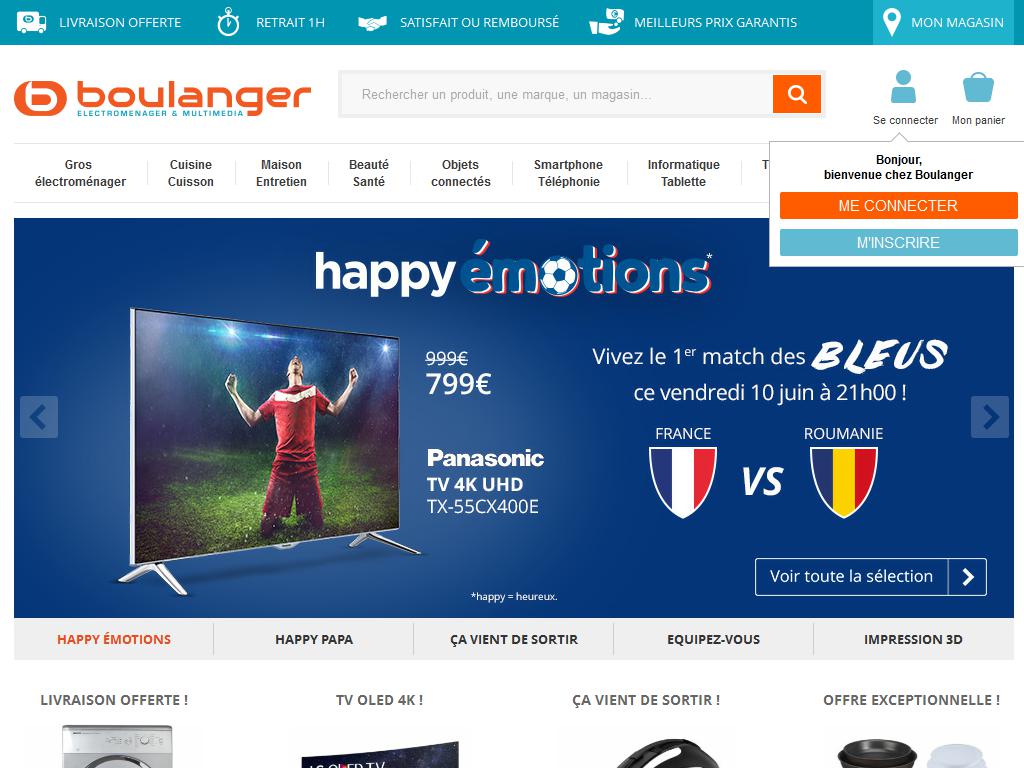 LIVRAISON OFFERTE
RETRAIT 1H
SATISFAIT OU REMBOURSÉ
MEILLEURS PRIX GARANTIS
MON MAGASIN
boulanger
ELECTROMENAGER & MULTIMEDIA
Rechercher un produit, une marque, un magasin...
Se connecter
Mon panier
Bonjour,
bienvenue chez Boulanger
ME CONNECTER
M'INSCRIRE
Gros
électroménager
Cuisine
Cuisson
Maison
Entretien
Beauté
Santé
Objets
connectés
Smartphone
Téléphonie
Informatique
Tablette
happy émotions*
999€
799€
Panasonic
TV 4K UHD
TX-55CX400E
Vivez le 1er match des BLEUS
ce vendredi 10 juin à 21h00 !
FRANCE
VS
ROUMANIE
Voir toute la sélection
*happy = heureux.
HAPPY ÉMOTIONS
HAPPY PAPA
ÇA VIENT DE SORTIR
EQUIPEZ-VOUS
IMPRESSION 3D
LIVRAISON OFFERTE !
TV OLED 4K !
ÇA VIENT DE SORTIR !
OFFRE EXCEPTIONNELLE !
LG OLED TV